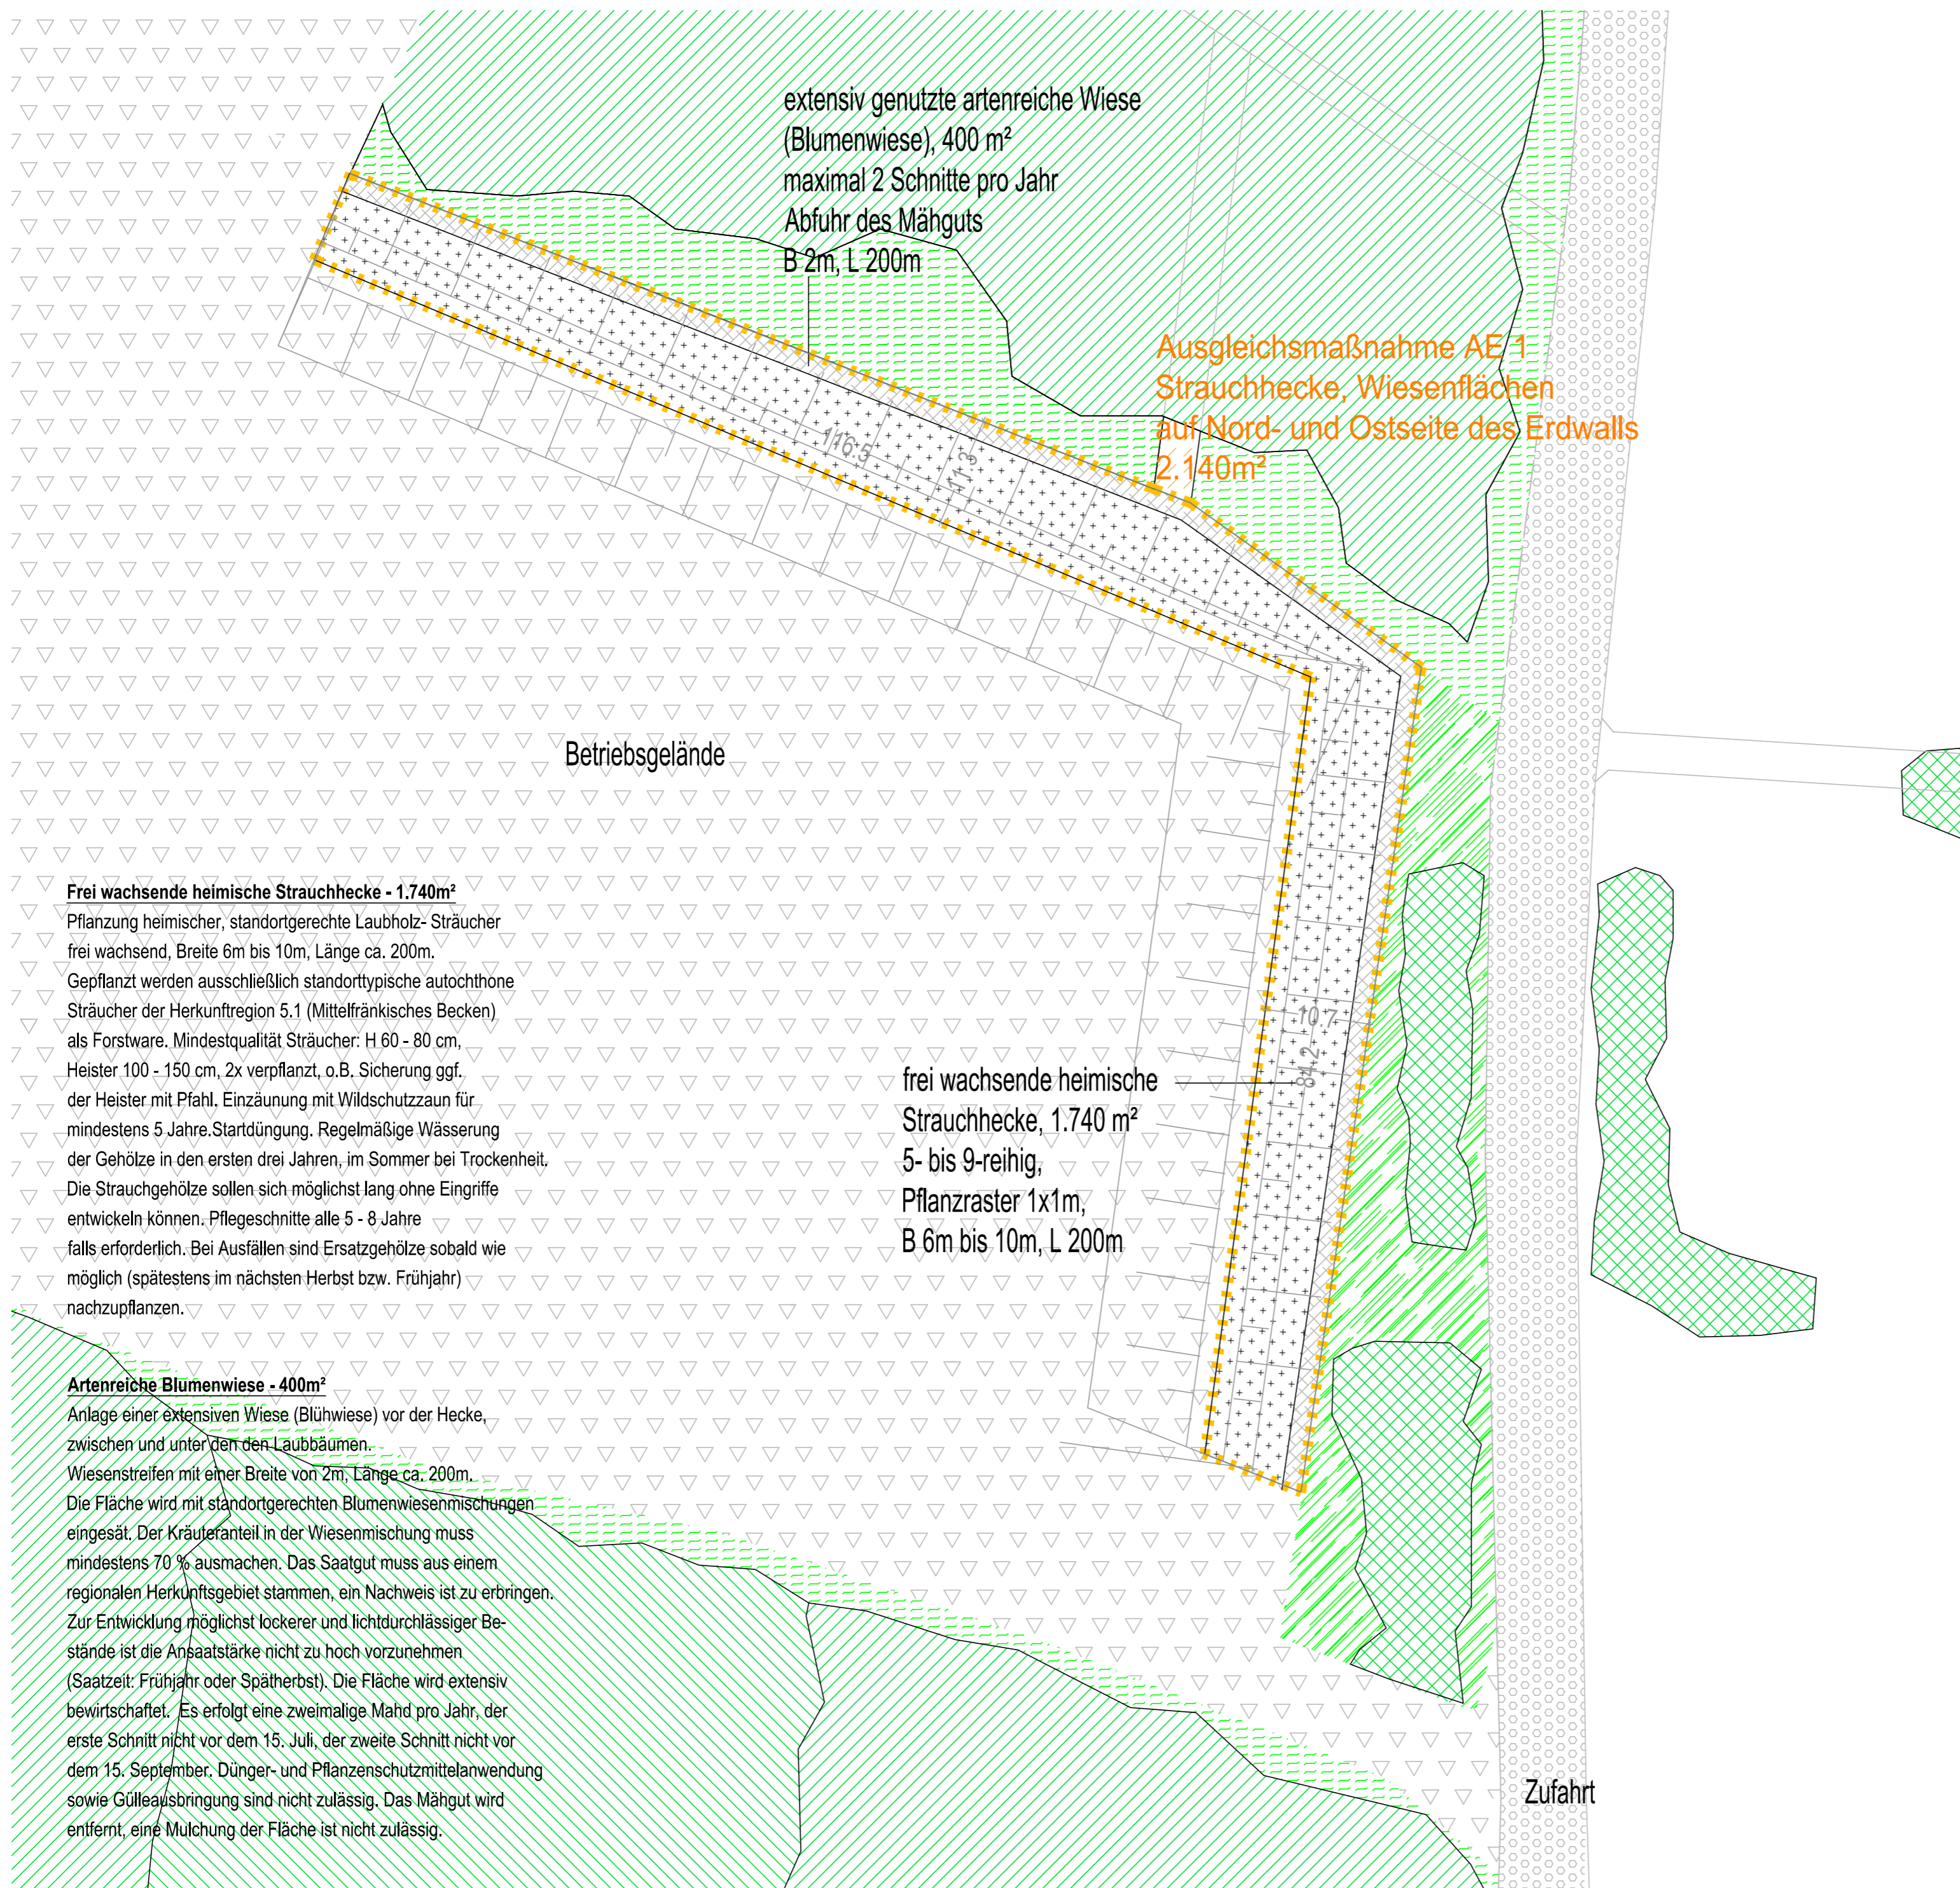 extensiv genutzte artenreiche Wiese
(Blumenwiese), 400 m²
maximal 2 Schnitte pro Jahr
Abfuhr des Mähguts
B 2m, L 200m
Ausgleichsmaßnahme AE 1
Strauchhecke, Wiesenflächen
auf Nord- und Ostseite des Erdwalls
2.140m²
116.5
11.3
Betriebsgelände
Frei wachsende heimische Strauchhecke - 1.740m²
Pflanzung heimischer, standortgerechte Laubholz- Sträucher
frei wachsend, Breite 6m bis 10m, Länge ca. 200m.
Gepflanzt werden ausschließlich standorttypische autochthone
Sträucher der Herkunftregion 5.1 (Mittelfränkisches Becken)
als Forstware. Mindestqualität Sträucher: H 60 - 80 cm,
Heister 100 - 150 cm, 2x verpflanzt, o.B. Sicherung ggf.
der Heister mit Pfahl. Einzäunung mit Wildschutzzaun für
mindestens 5 Jahre.Startdüngung. Regelmäßige Wässerung
der Gehölze in den ersten drei Jahren, im Sommer bei Trockenheit.
Die Strauchgehölze sollen sich möglichst lang ohne Eingriffe
entwickeln können. Pflegeschnitte alle 5 - 8 Jahre
falls erforderlich. Bei Ausfällen sind Ersatzgehölze sobald wie
möglich (spätestens im nächsten Herbst bzw. Frühjahr)
nachzupflanzen.
10.7
84.2
frei wachsende heimische
Strauchhecke, 1.740 m²
5- bis 9-reihig,
Pflanzraster 1x1m,
B 6m bis 10m, L 200m
Artenreiche Blumenwiese - 400m²
Anlage einer extensiven Wiese (Blühwiese) vor der Hecke,
zwischen und unter den den Laubbäumen.
Wiesenstreifen mit einer Breite von 2m, Länge ca. 200m.
Die Fläche wird mit standortgerechten Blumenwiesenmischungen
eingesät. Der Kräuteranteil in der Wiesenmischung muss
mindestens 70 % ausmachen. Das Saatgut muss aus einem
regionalen Herkunftsgebiet stammen, ein Nachweis ist zu erbringen.
Zur Entwicklung möglichst lockerer und lichtdurchlässiger Be-
stände ist die Ansaatstärke nicht zu hoch vorzunehmen
(Saatzeit: Frühjahr oder Spätherbst). Die Fläche wird extensiv
bewirtschaftet. Es erfolgt eine zweimalige Mahd pro Jahr, der
erste Schnitt nicht vor dem 15. Juli, der zweite Schnitt nicht vor
dem 15. September. Dünger- und Pflanzenschutzmittelanwendung
sowie Gülleausbringung sind nicht zulässig. Das Mähgut wird
entfernt, eine Mulchung der Fläche ist nicht zulässig.
Zufahrt